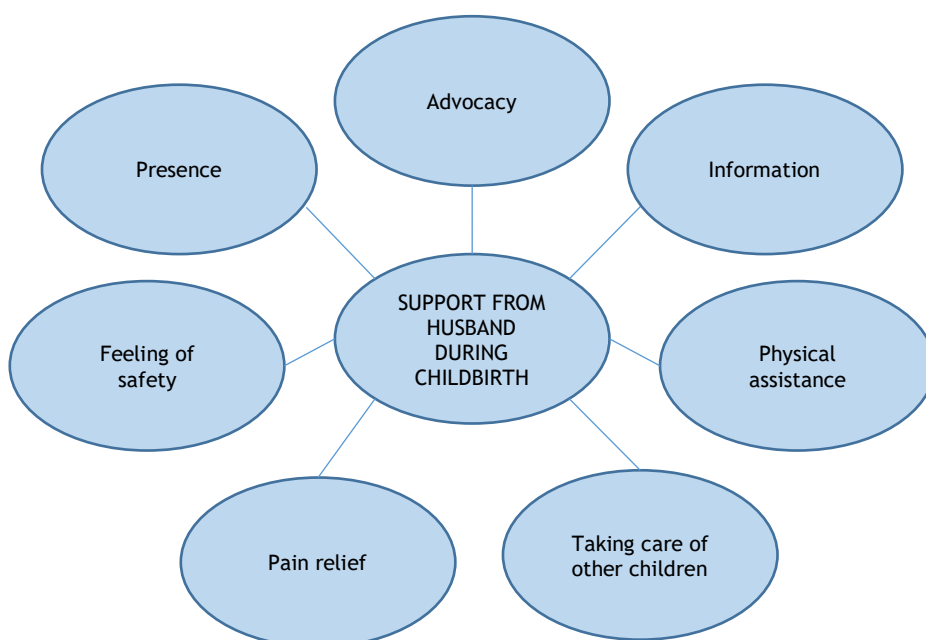 Advocacy
Presence
Information
SUPPORT FROM
HUSBAND
DURING
CHILDBIRTH
Feeling of
safety
Physical
assistance
Pain relief
Taking care of
other children